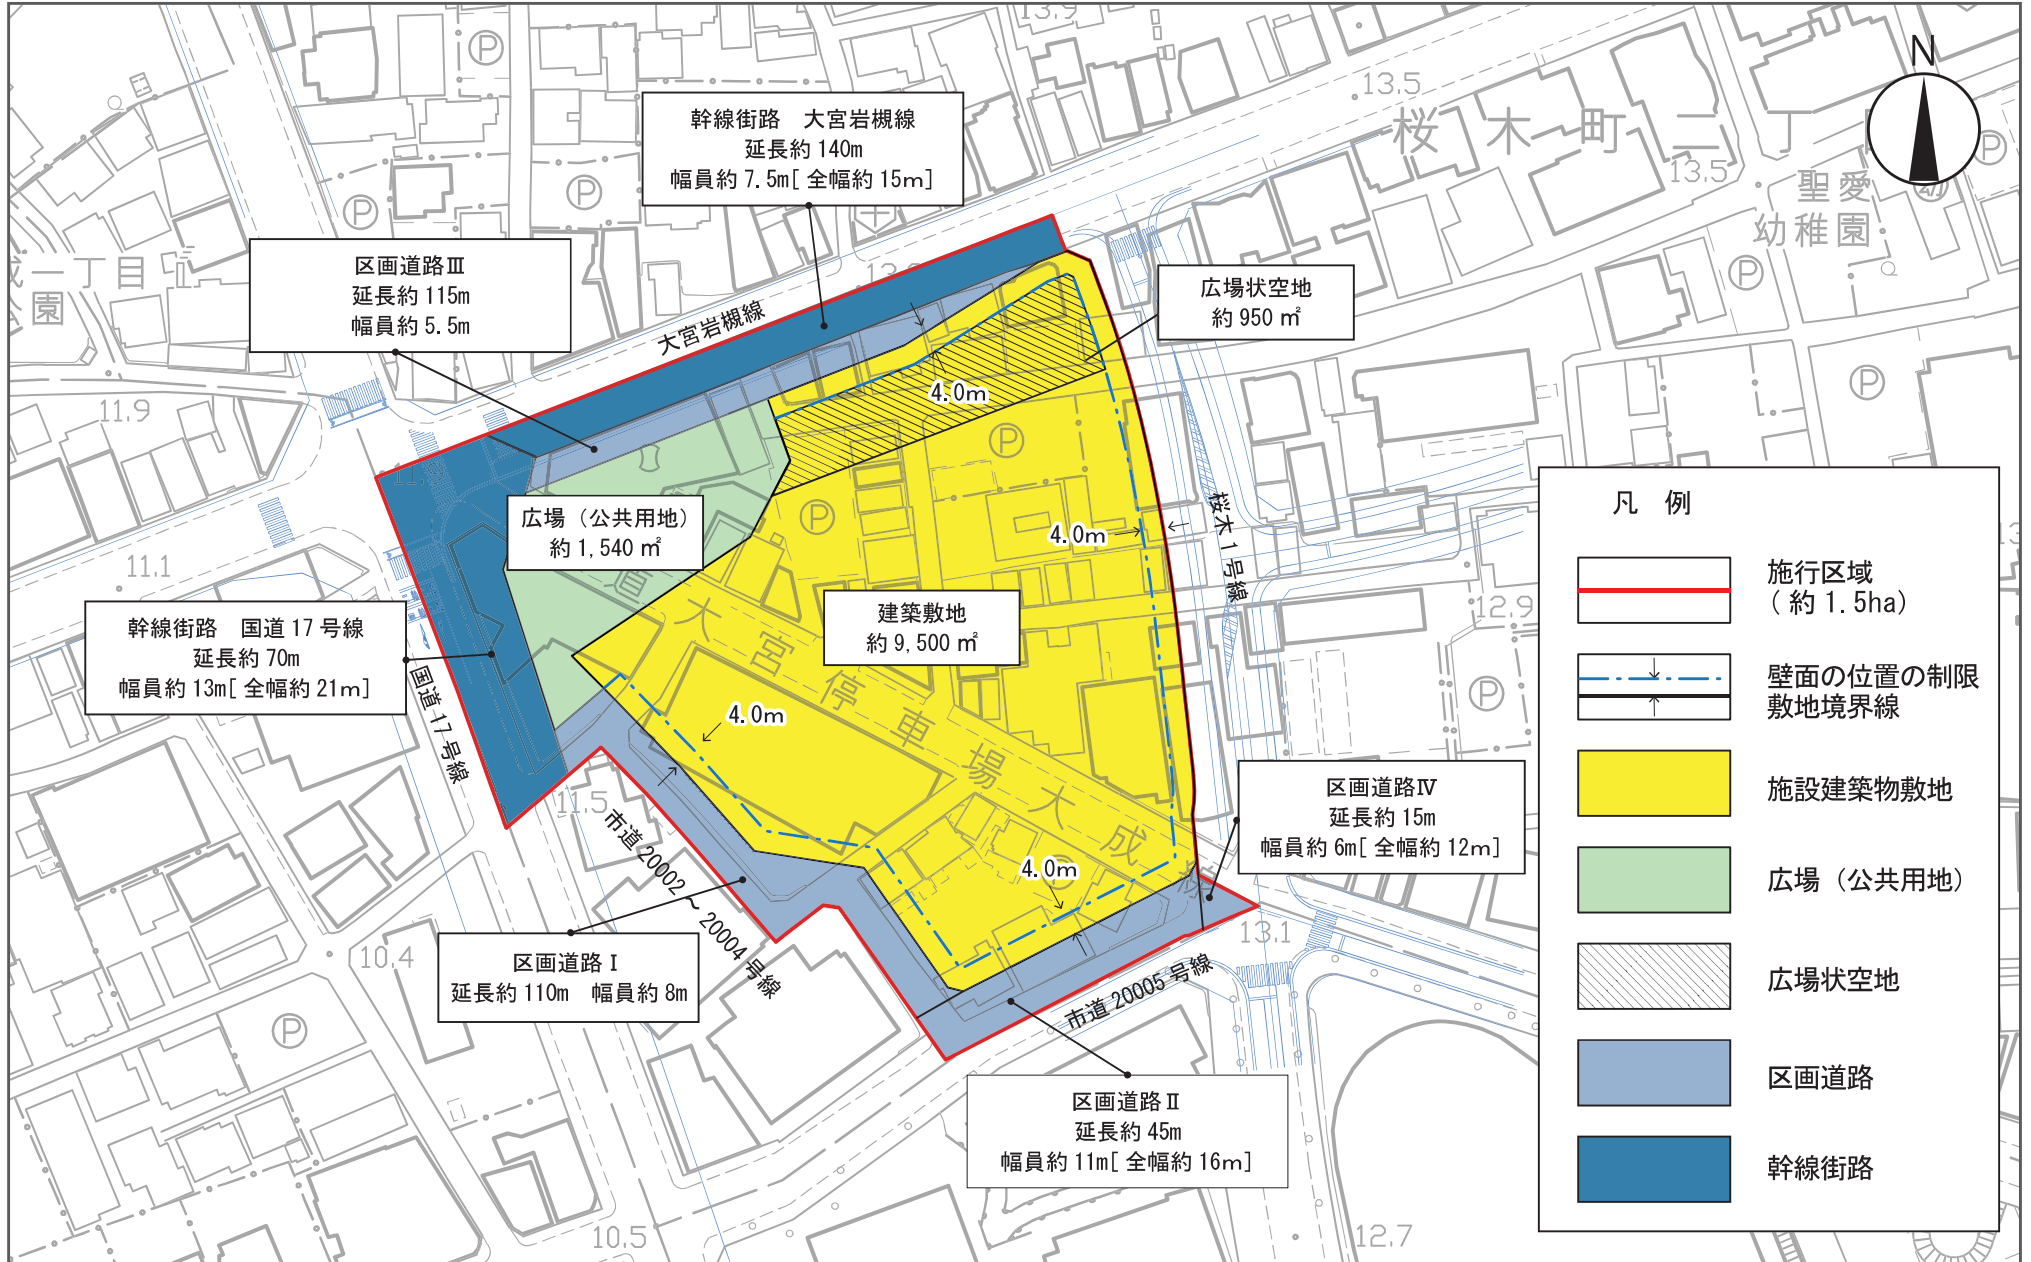 13.9
13.5
N
幹線街路　大宮岩槻線
延長約 140m
幅員約 7.5m[ 全幅約 15m]
桜木町二丁
13.5
聖愛
幼稚園
区画道路Ⅲ
延長約 115m
幅員約 5.5m
一丁目
園
広場状空地
約 950 ㎡
大宮岩槻線
4.0m
11.9
広場（公共用地）
約 1,540 ㎡
桜木 1 号線
4.0m
11.1
道大宮停車場大成線
建築敷地
約 9,500 ㎡
12.9
幹線街路　国道 17 号線
延長約 70m
幅員約 13m[ 全幅約 21m]
国道 17 号線
4.0m
11.5
市道 20002 ～ 20004 号線
区画道路Ⅳ
延長約 15m
幅員約 6m[ 全幅約 12m]
4.0m
13.1
10.4
区画道路Ⅰ
延長約 110m　幅員約 8m
市道 20005 号線
区画道路Ⅱ
延長約 45m
幅員約 11m[ 全幅約 16m]
10.5
12.7
凡　例
施行区域
（ 約 1.5ha）
壁面の位置の制限
敷地境界線
施設建築物敷地
広場（公共用地）
広場状空地
区画道路
幹線街路
P
P
P
P
P
P
P
P
P
P